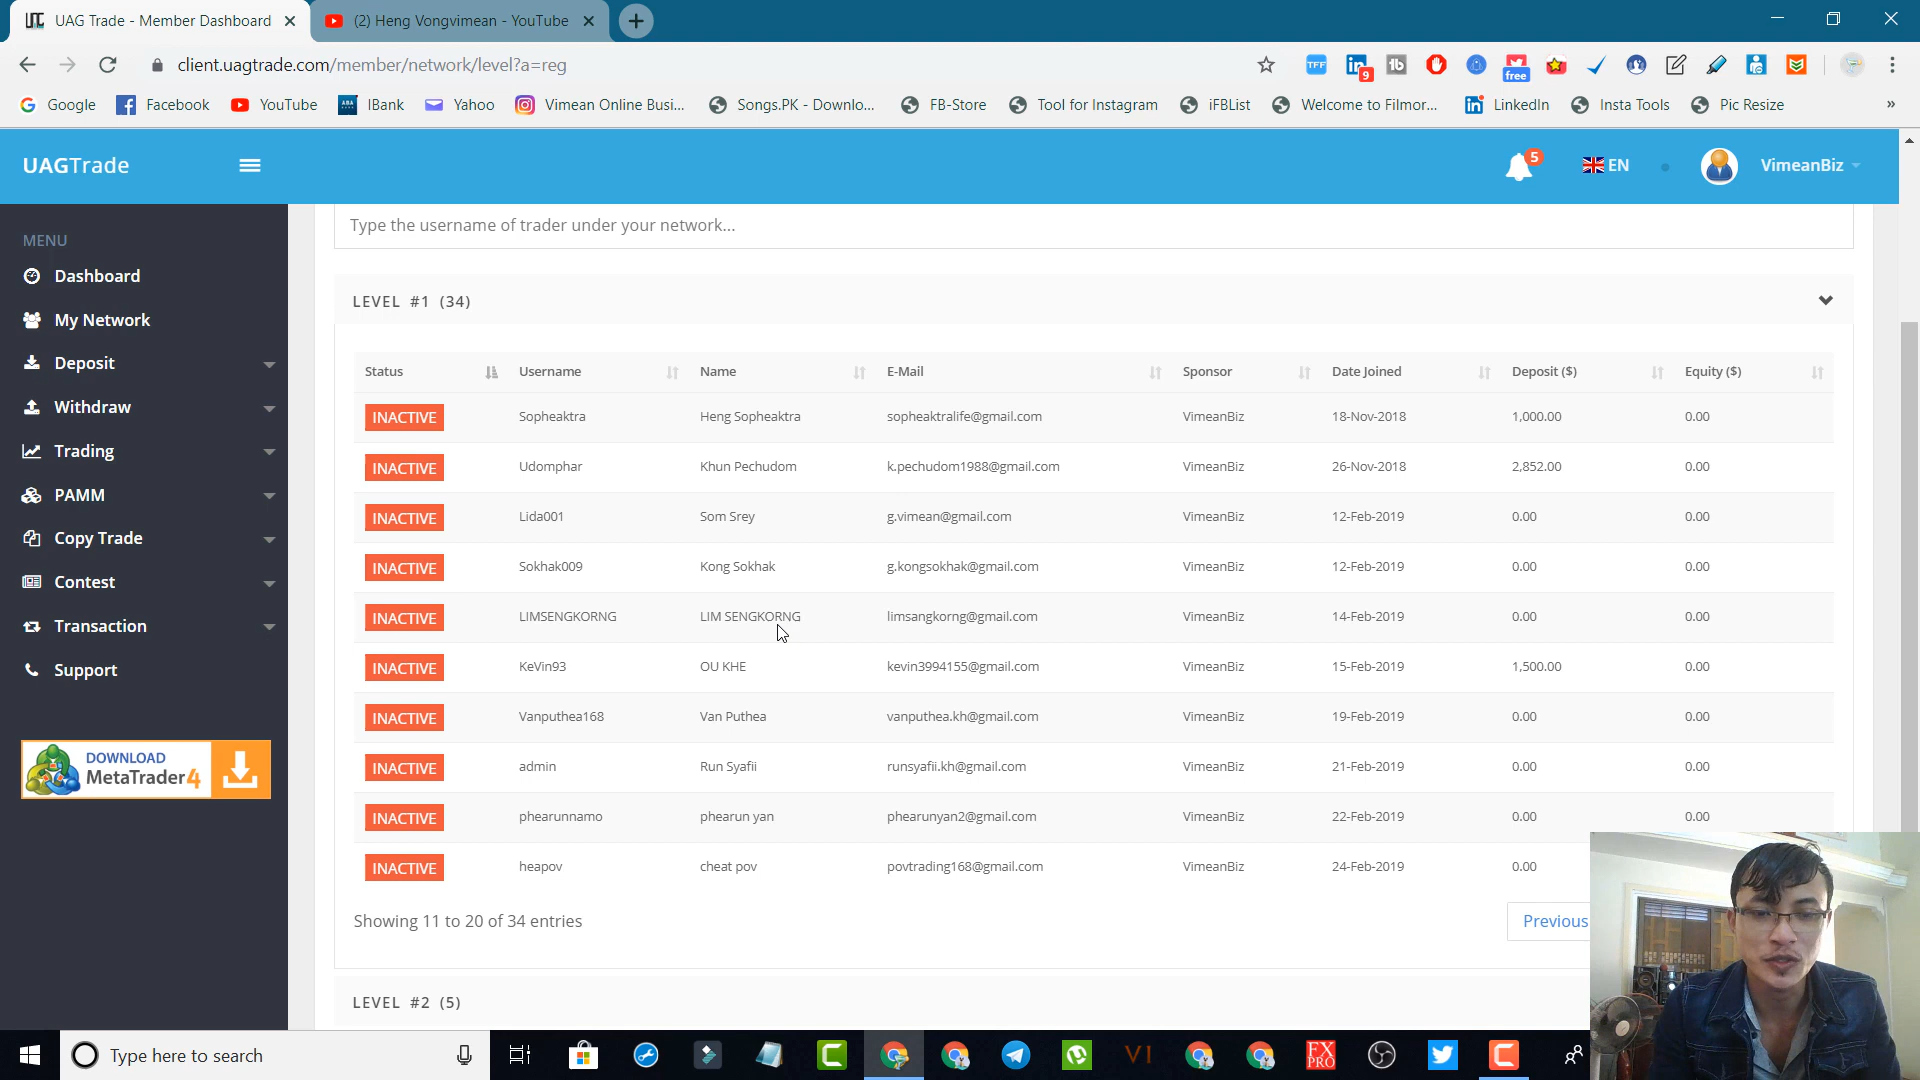 UAG Trade - Member Dashboard
(2) Heng Vongvimean - YouTube
client.uagtrade.com/member/network/level?a=reg
TFF
9
free
Google
Facebook
YouTube
IBank
Yahoo
Vimean Online Busi...
Songs.PK - Downlo...
FB-Store
Tool for Instagram
iFBList
Welcome to Filmor...
LinkedIn
Insta Tools
Pic Resize
»
UAGTrade
5
EN
VimeanBiz
MENU
Dashboard
My Network
Deposit
Withdraw
Trading
PAMM
Copy Trade
Contest
Transaction
Support
DOWNLOAD
MetaTrader 4
Type the username of trader under your network...
LEVEL #1 (34)
Status Username Name E-Mail Sponsor Date Joined Deposit ($) Equity ($)
INACTIVE Sopheaktra Heng Sopheaktra sopheaktralife@gmail.com VimeanBiz 18-Nov-2018 1,000.00 0.00
INACTIVE Udomphar Khun Pechudom k.pechudom1988@gmail.com VimeanBiz 26-Nov-2018 2,852.00 0.00
INACTIVE Lida001 Som Srey g.vimean@gmail.com VimeanBiz 12-Feb-2019 0.00 0.00
INACTIVE Sokhak009 Kong Sokhak g.kongsokhak@gmail.com VimeanBiz 12-Feb-2019 0.00 0.00
INACTIVE LIMSENGKORNG LIM SENGKORNG limsangkorng@gmail.com VimeanBiz 14-Feb-2019 0.00 0.00
INACTIVE KeVin93 OU KHE kevin3994155@gmail.com VimeanBiz 15-Feb-2019 1,500.00 0.00
INACTIVE Vanputhea168 Van Puthea vanputhea.kh@gmail.com VimeanBiz 19-Feb-2019 0.00 0.00
INACTIVE admin Run Syafii runsyafii.kh@gmail.com VimeanBiz 21-Feb-2019 0.00 0.00
INACTIVE phearunnamo phearun yan phearunyan2@gmail.com VimeanBiz 22-Feb-2019 0.00 0.00
INACTIVE heapov cheat pov povtrading168@gmail.com VimeanBiz 24-Feb-2019 0.00
Showing 11 to 20 of 34 entries
Previous
LEVEL #2 (5)
Type here to search
V1
FX
PRO